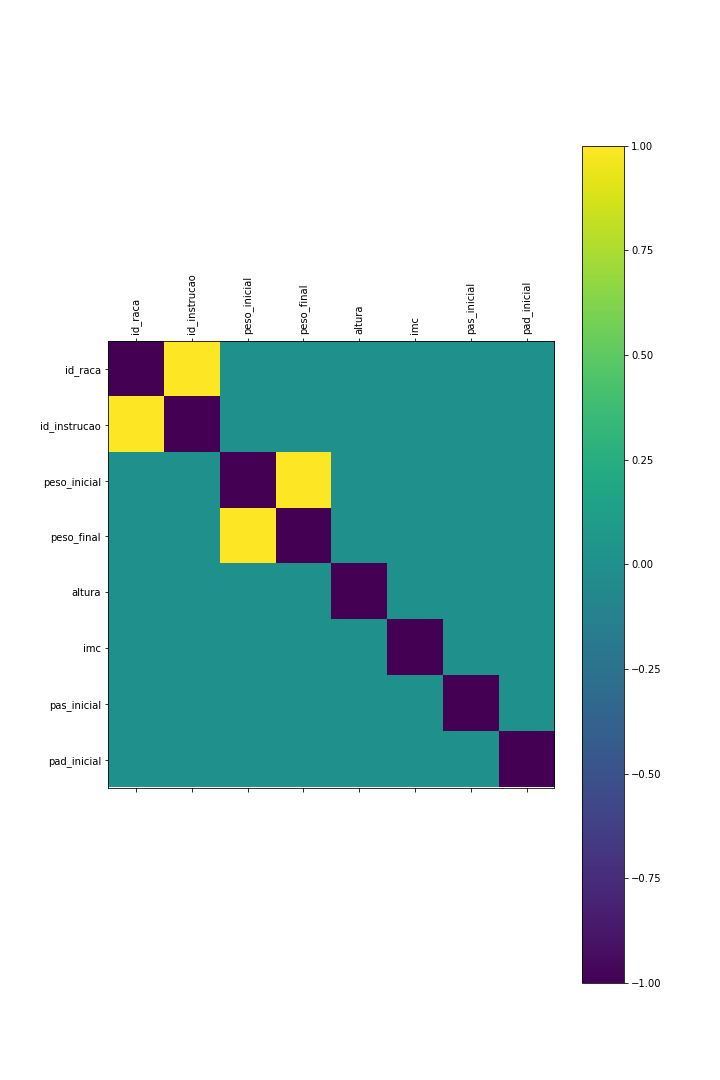 id_raca
id_instrucao
peso_inicial
peso_final
altura
imc
pas_inicial
pad_inicial
id_raca
id_instrucao
peso_inicial
peso_final
altura
imc
pas_inicial
pad_inicial
1.00
0.75
0.50
0.25
0.00
−0.25
−0.50
−0.75
−1.00